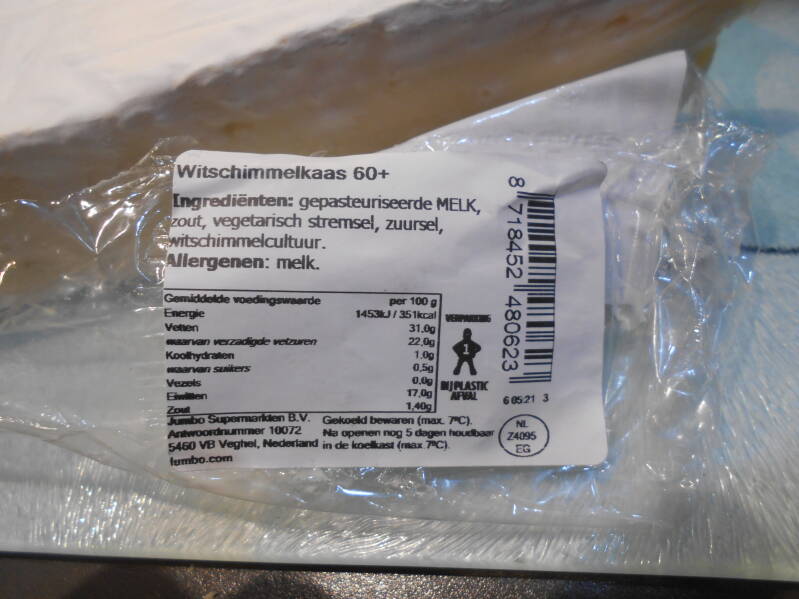 Witschimmelkaas 60+
Ingrediënten: gepasteuriseerde MELK,
zout, vegetarisch stremsel, zuursel,
witschimmelcultuur.
Allergenen: melk.
Gemiddelde voedingswaarde per 100 g
Energie 1453kJ / 351kcal
Vetten 31,0g
waarvan verzadigde vetzuren 22,0g
Koolhydraten 1,0g
waarvan suikers 0,5g
Vezels 0,0g
Eiwitten 17,0g
Zout 1,40g
Jumbo Supermarkten B.V.
Antwoordnummer 10072
5460 VB Veghel, Nederland
Jumbo.com
Gekoeld bewaren (max. 7ºC).
Na openen nog 5 dagen houdbaar
in de koelkast (max 7ºC).
VERPAKKING
1
BIJ PLASTIC
AFVAL
8 718452 480623
6 05:21 3
NL
Z4095
EG